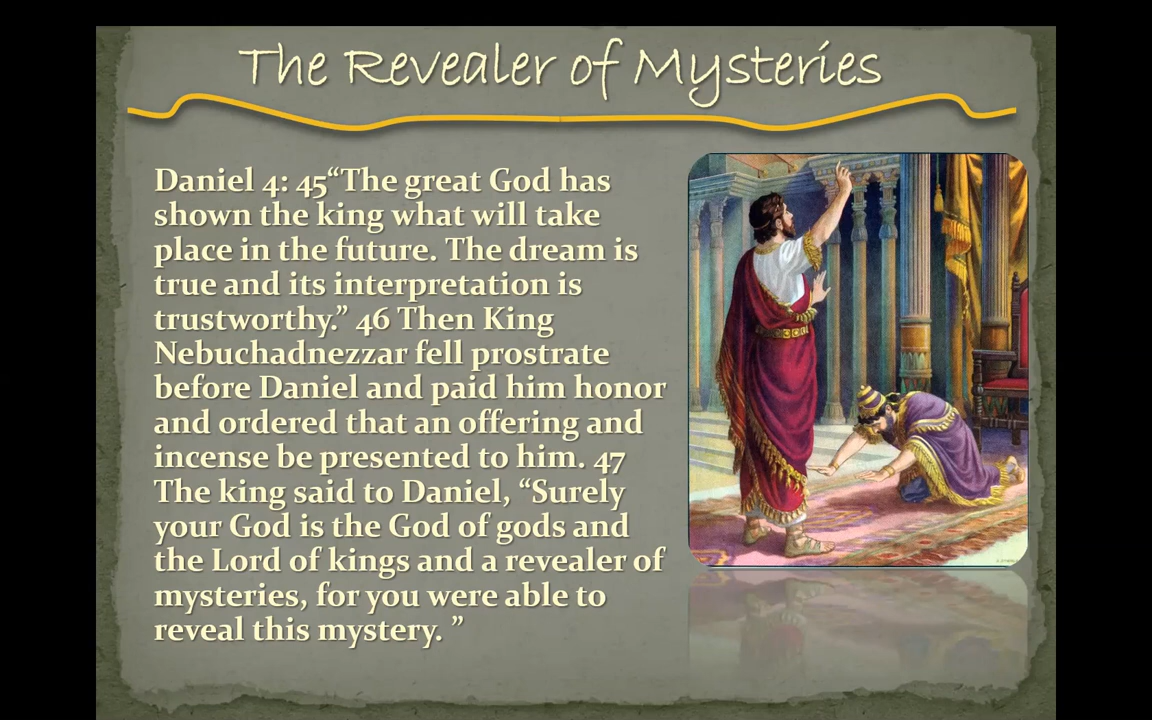 The Revealer of Mysteries
Daniel 4: 45“The great God has
shown the king what will take
place in the future. The dream is
true and its interpretation is
trustworthy.” 46 Then King
Nebuchadnezzar fell prostrate
before Daniel and paid him honor
and ordered that an offering and
incense be presented to him. 47
The king said to Daniel, “Surely
your God is the God of gods and
the Lord of kings and a revealer of
mysteries, for you were able to
reveal this mystery. ”